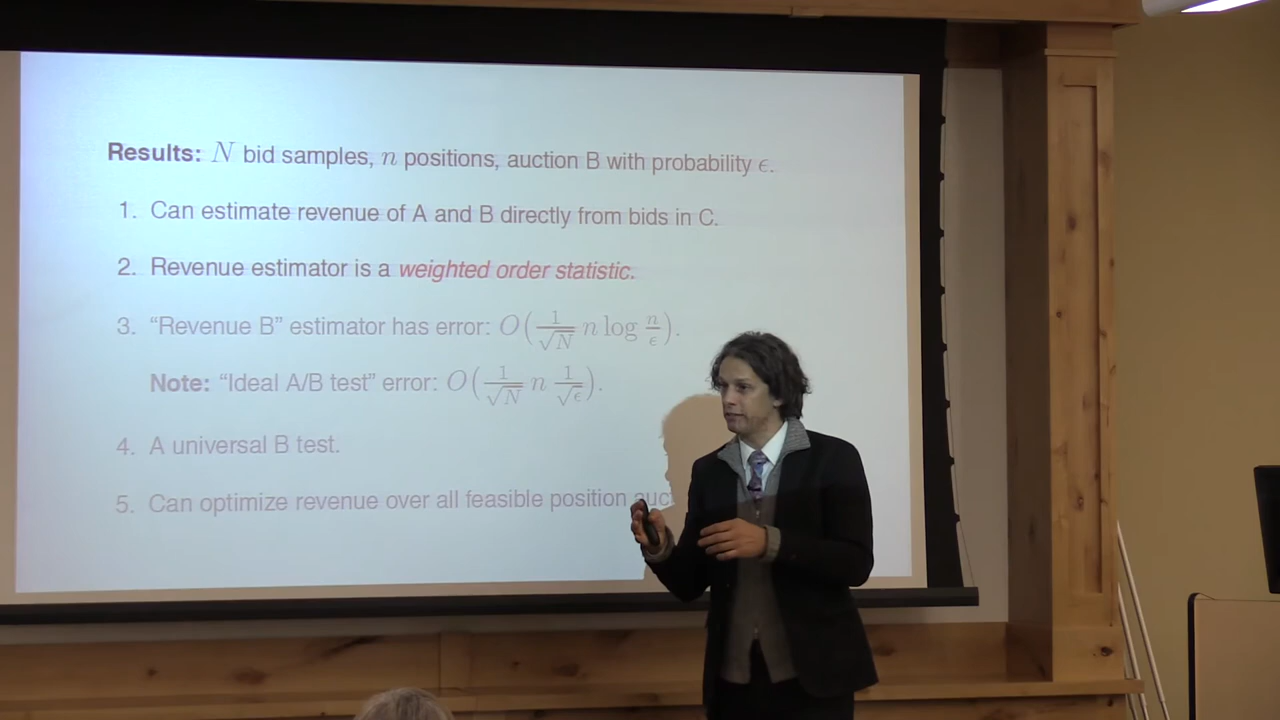 Results: N bid samples, n positions, auction B with probability ϵ.
1. Can estimate revenue of A and B directly from bids in C.
2. Revenue estimator is a weighted order statistic.
3. “Revenue B” estimator has error: O(1/√N n log n/ϵ).
Note: “Ideal A/B test” error: O(1/√N n 1/√ϵ).
4. A universal B test.
5. Can optimize revenue over all feasible position